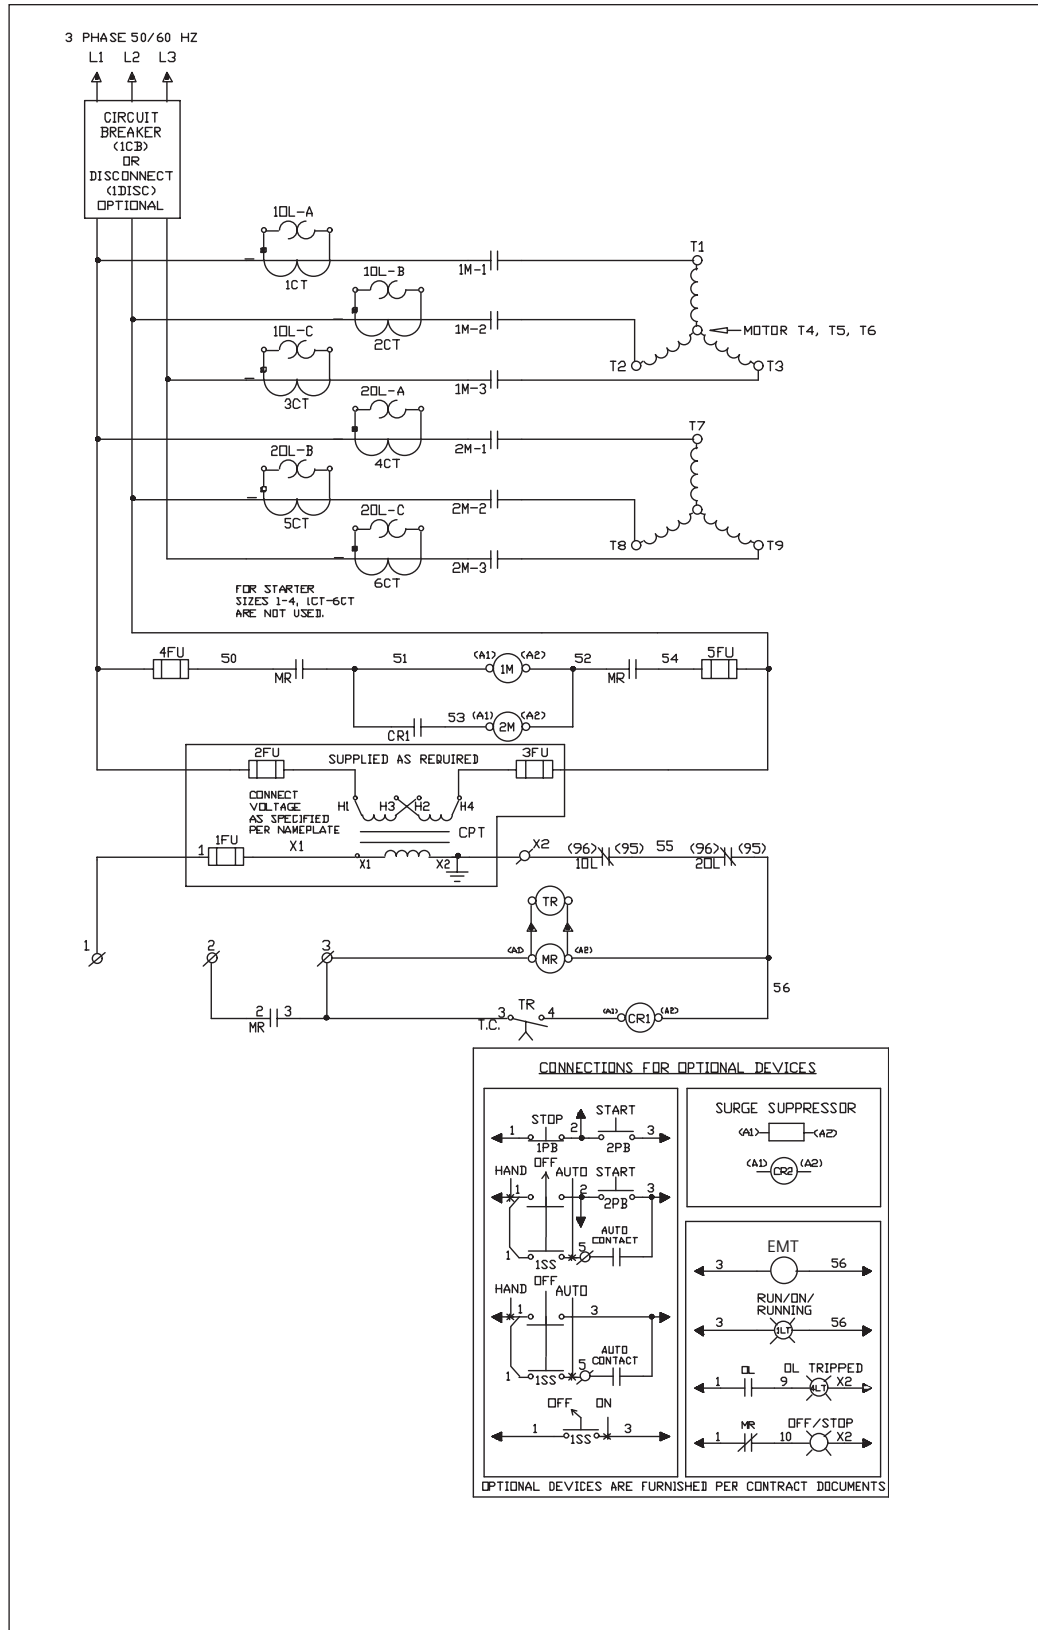 3 PHASE 50/60 HZ
L1 L2 L3
CIRCUIT
BREAKER
(1CB)
OR
DISCONNECT
(1DISC)
OPTIONAL
1OL-A
1CT
1M-1
T1
1OL-B
2CT
1M-2
MOTOR T4, T5, T6
1OL-C
T2
T3
3CT
1M-3
2OL-A
4CT
2M-1
T7
2OL-B
5CT
2M-2
2OL-C
T8
T9
6CT
2M-3
FOR STARTER
SIZES 1-4, 1CT-6CT
ARE NOT USED.
4FU 50 MR 51 (A1) 1M (A2) 52 MR 54 5FU
CR1 53 (A1) 2M (A2)
2FU SUPPLIED AS REQUIRED 3FU
CONNECT
VOLTAGE
AS SPECIFIED
PER NAMEPLATE
H1 H3 H2 H4
CPT
1 1FU X1 X1 X2 X2 (96) 1OL (95) 55 (96) 2OL (95)
TR
1 2 3 (A1) MR (A2)
56
2 MR 3 T.C. 3 TR 4 (A1) CR1 (A2)
CONNECTIONS FOR OPTIONAL DEVICES
STOP START
1 1PB 2 2PB 3
HAND OFF AUTO START
1 2 2PB 3
AUTO
CONTACT
1 1SS 5
HAND OFF AUTO
1 3
AUTO
CONTACT
1 1SS 5
OFF ON
1 1SS 3
SURGE SUPPRESSOR
(A1) (A2)
(A1) CR2 (A2)
EMT
3 56
RUN/ON/
RUNNING
3 1LT 56
OL OL TRIPPED
1 9 4LT X2
MR OFF/STOP
1 10 X2
OPTIONAL DEVICES ARE FURNISHED PER CONTRACT DOCUMENTS